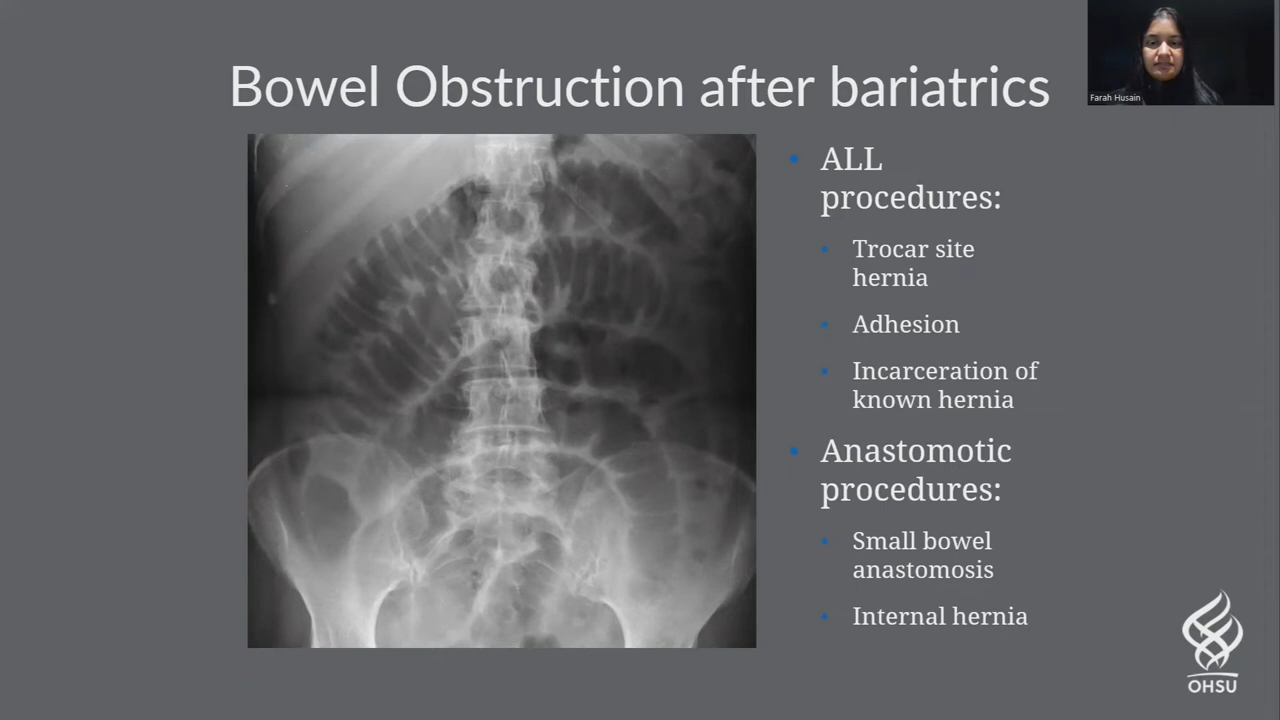 Bowel Obstruction after bariatrics
Farah Husain
ALL
procedures:
Trocar site
hernia
Adhesion
Incarceration of
known hernia
Anastomotic
procedures:
Small bowel
anastomosis
Internal hernia
OHSU